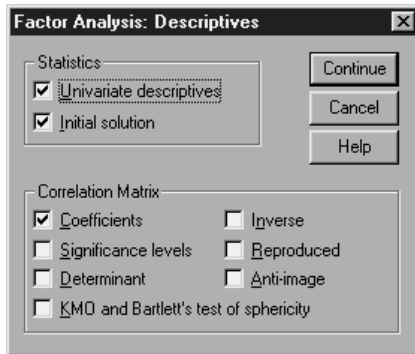 Factor Analysis: Descriptives
Statistics
Univariate descriptives
Initial solution
Continue
Cancel
Help
Correlation Matrix
Coefficients
Inverse
Significance levels
Reproduced
Determinant
Anti-image
KMO and Bartlett's test of sphericity